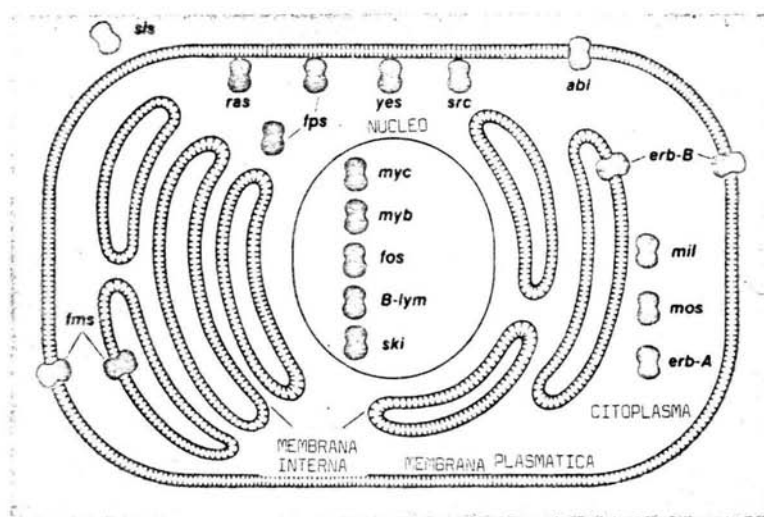 sis
ras
fps
yes
src
abl
NUCLEO
erb-B
myc
myb
fos
B-lym
ski
mil
mos
erb-A
fms
CITOPLASMA
MEMBRANA
INTERNA
MEMBRANA PLASMATICA